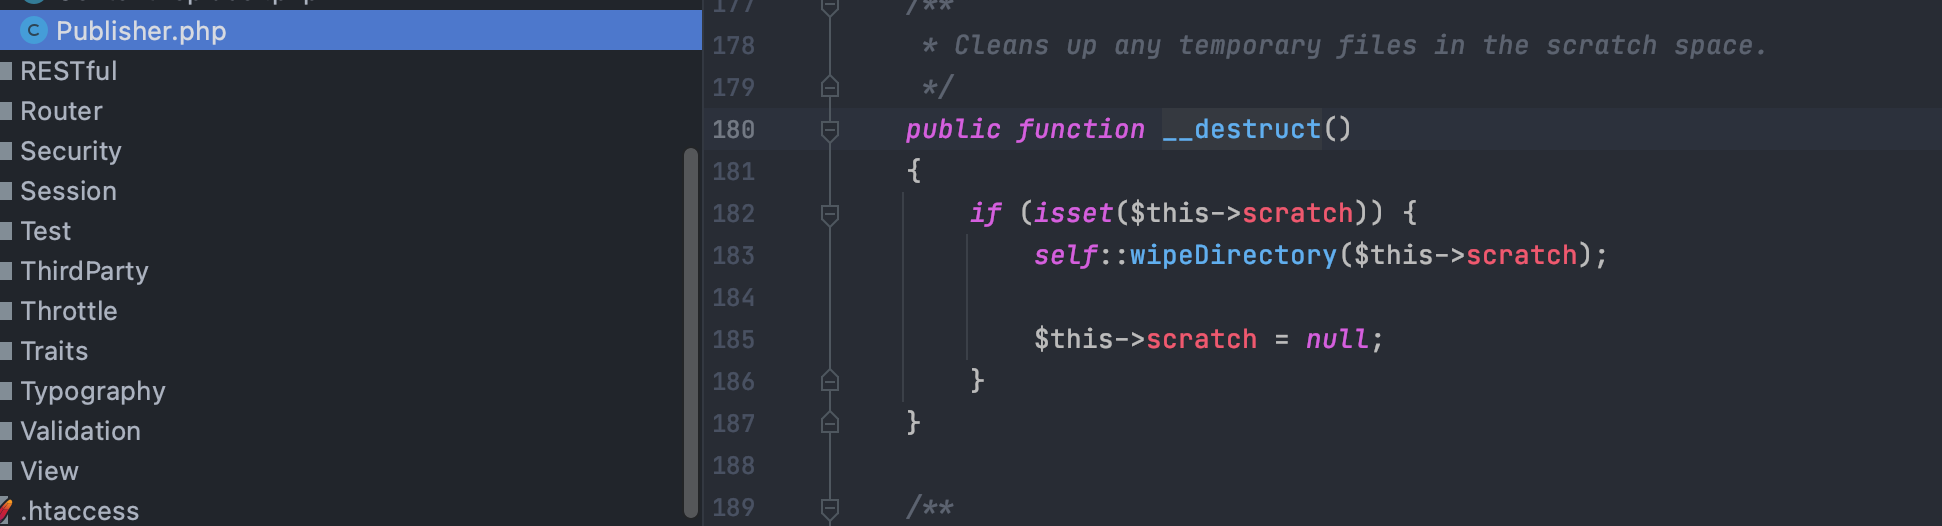 Publisher.php
RESTful
Router
Security
Session
Test
ThirdParty
Throttle
Traits
Typography
Validation
View
.htaccess
177 /**
178 * Cleans up any temporary files in the scratch space.
179 */
180 public function __destruct()
181 {
182 if (isset($this->scratch)) {
183 self::wipeDirectory($this->scratch);
184
185 $this->scratch = null;
186 }
187 }
188
189 /**